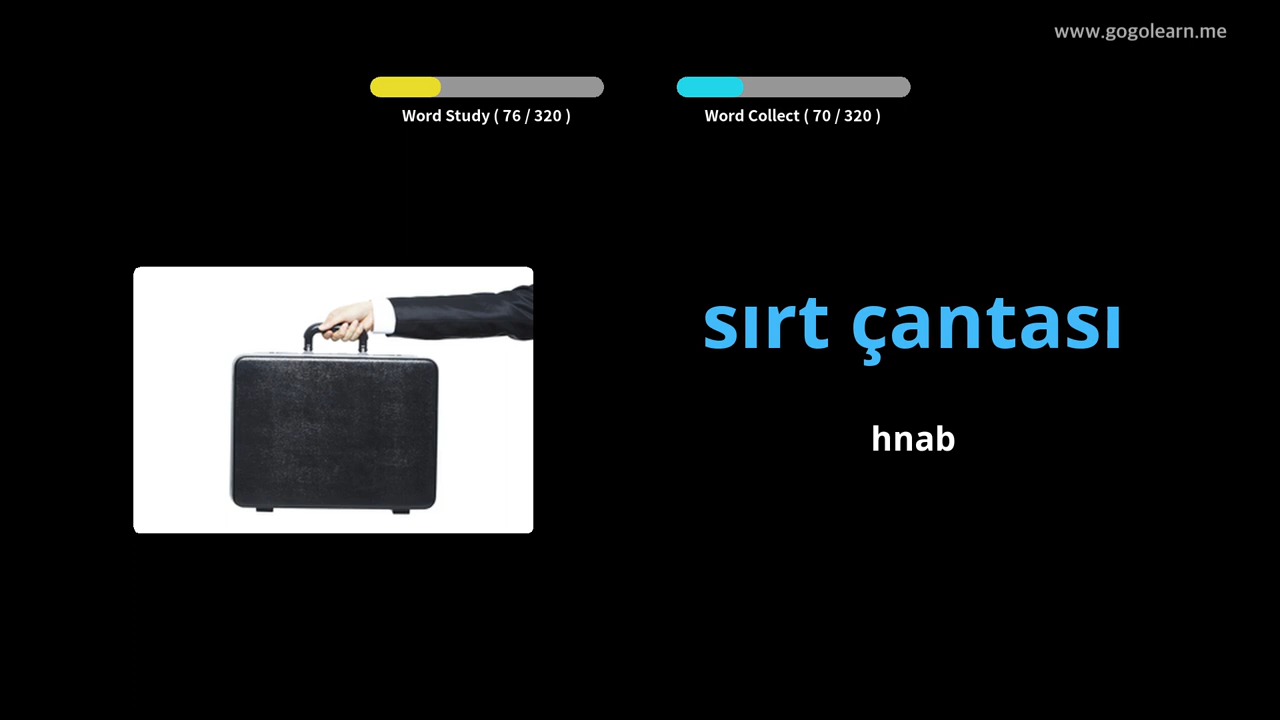 www.gogolearn.me
Word Study ( 76 / 320 )
Word Collect ( 70 / 320 )
sırt çantası
hnab